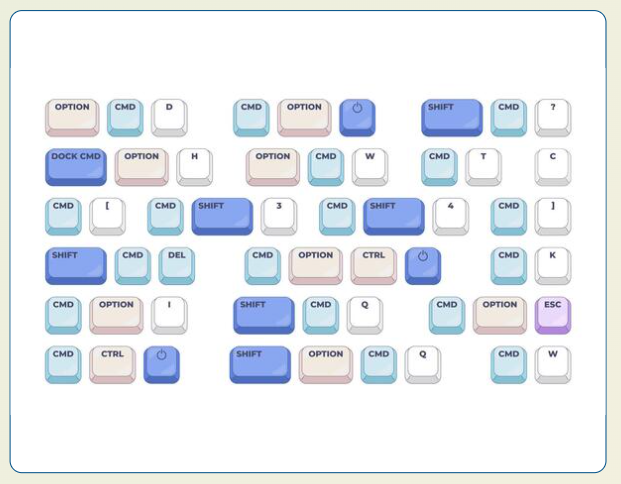 OPTION CMD D CMD OPTION SHIFT CMD ?
DOCK CMD OPTION H OPTION CMD W CMD T C
CMD [ CMD SHIFT 3 CMD SHIFT 4 CMD ]
SHIFT CMD DEL CMD OPTION CTRL CMD K
CMD OPTION I SHIFT CMD Q CMD OPTION ESC
CMD CTRL SHIFT OPTION CMD Q CMD W